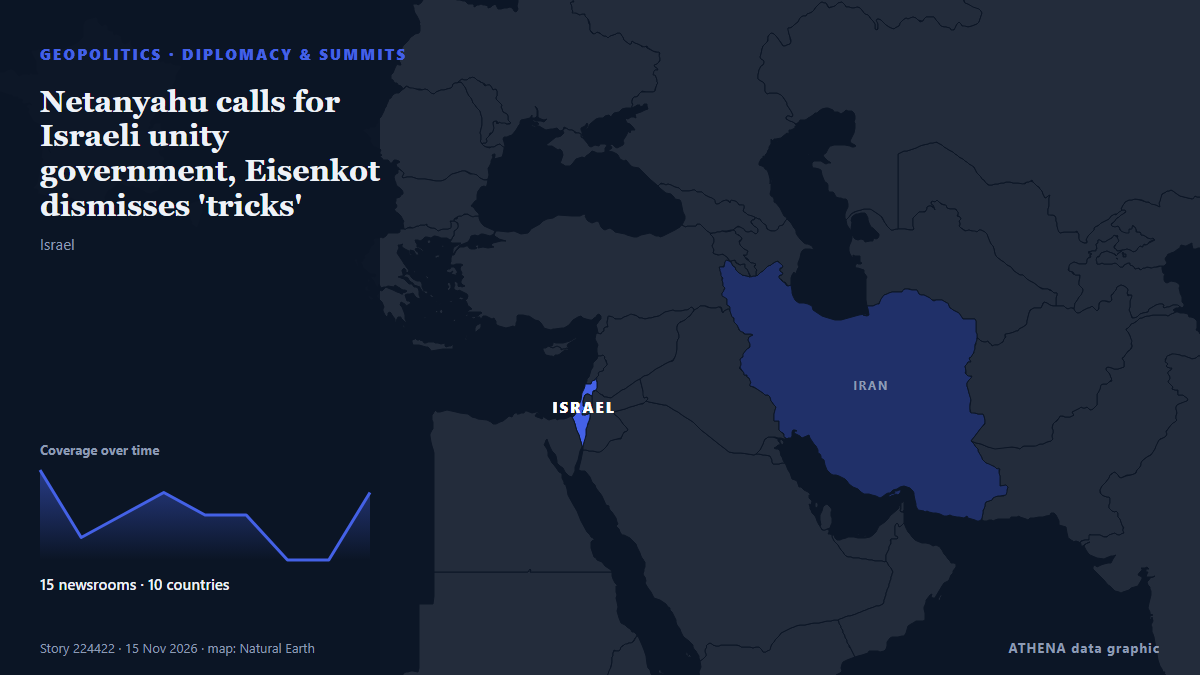 GEOPOLITICS · DIPLOMACY & SUMMITS
Netanyahu calls for
Israeli unity
government, Eisenkot
dismisses 'tricks'
Israel
IRAN
ISRAEL
Coverage over time
15 newsrooms · 10 countries
Story 224422 · 15 Nov 2026 · map: Natural Earth
ATHENA data graphic